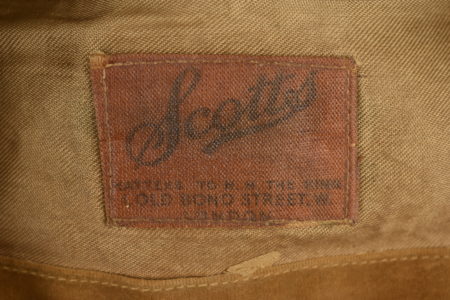 Scotts
HATTERS TO H.M. THE KING
1 OLD BOND STREET. W.
LONDON